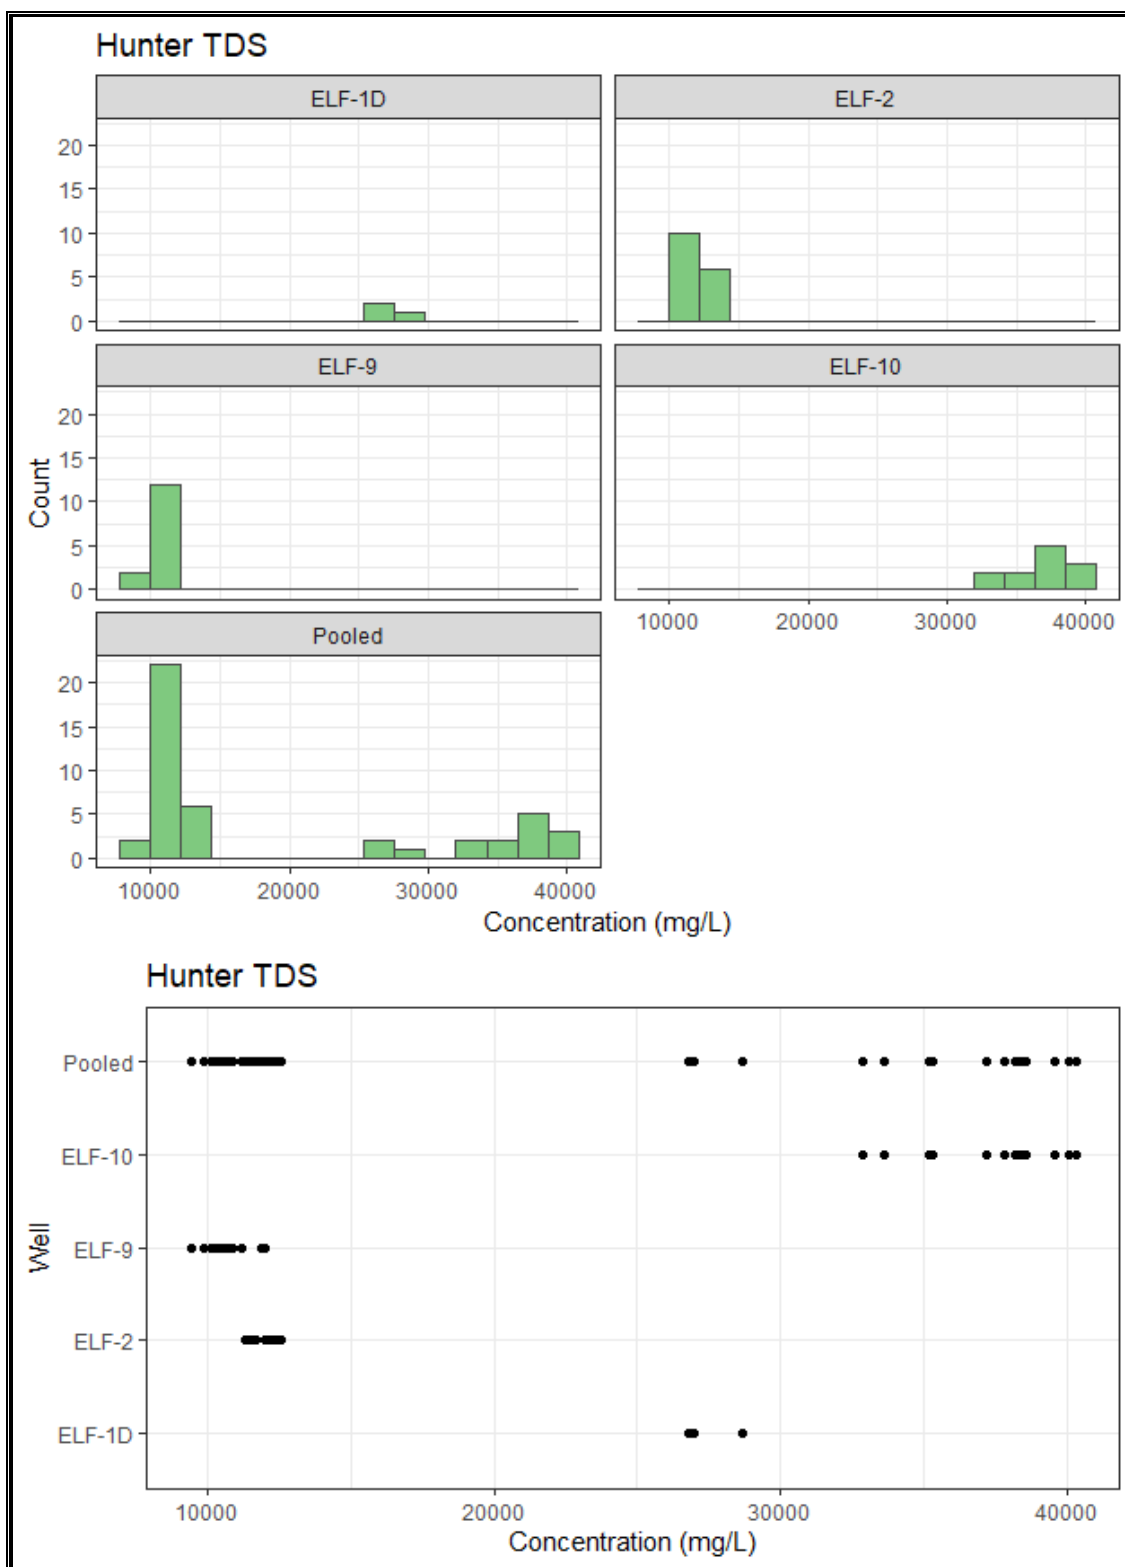 Hunter TDS
ELF-1D
ELF-2
20
15
10
5
0
ELF-9
ELF-10
20
15
10
5
0
10000 20000 30000 40000
Pooled
20
15
10
5
0
10000 20000 30000 40000
Count
Concentration (mg/L)
Hunter TDS
Pooled
ELF-10
ELF-9
ELF-2
ELF-1D
Well
10000 20000 30000 40000
Concentration (mg/L)